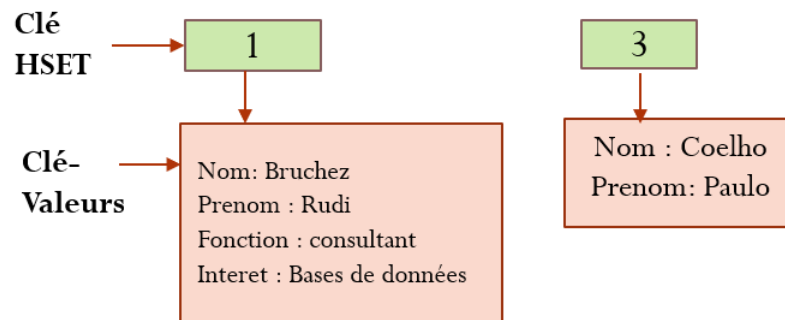 Clé
HSET
1
3
Clé-
Valeurs
Nom: Bruchez
Prenom : Rudi
Fonction : consultant
Interet : Bases de données
Nom : Coelho
Prenom: Paulo